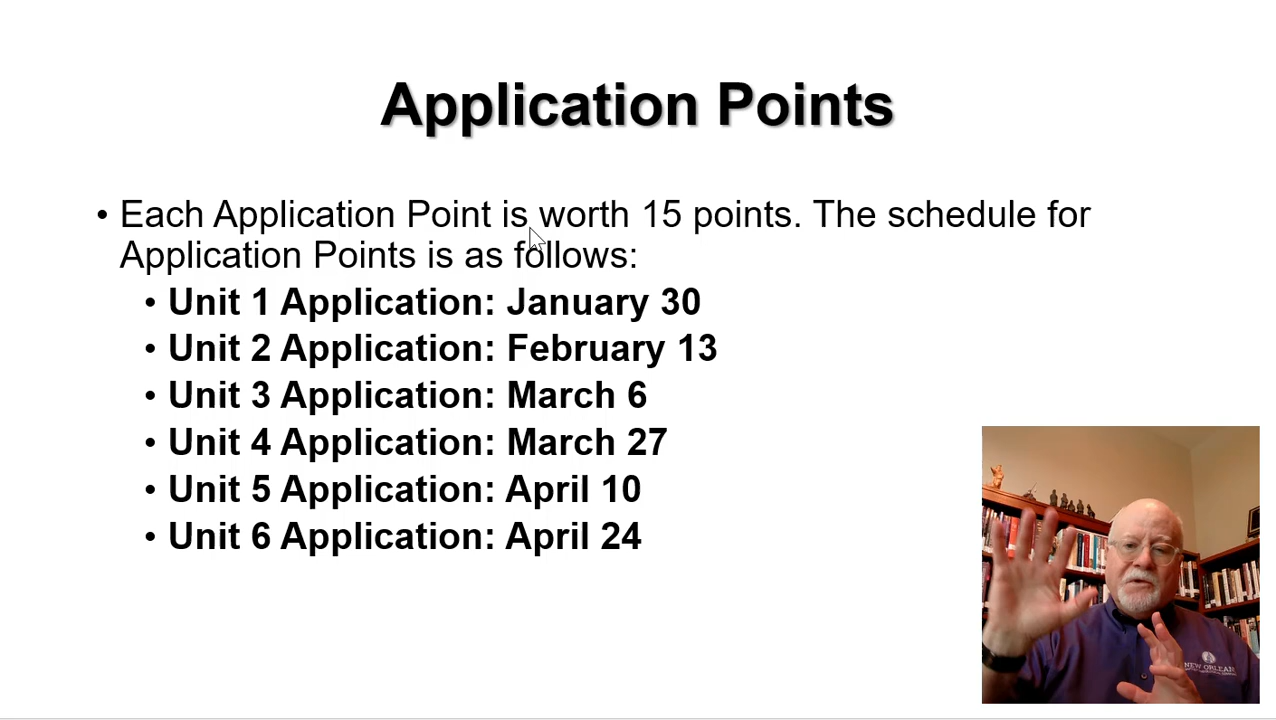 Application Points
• Each Application Point is worth 15 points. The schedule for
Application Points is as follows:
• Unit 1 Application: January 30
• Unit 2 Application: February 13
• Unit 3 Application: March 6
• Unit 4 Application: March 27
• Unit 5 Application: April 10
• Unit 6 Application: April 24
NEW ORLEAN